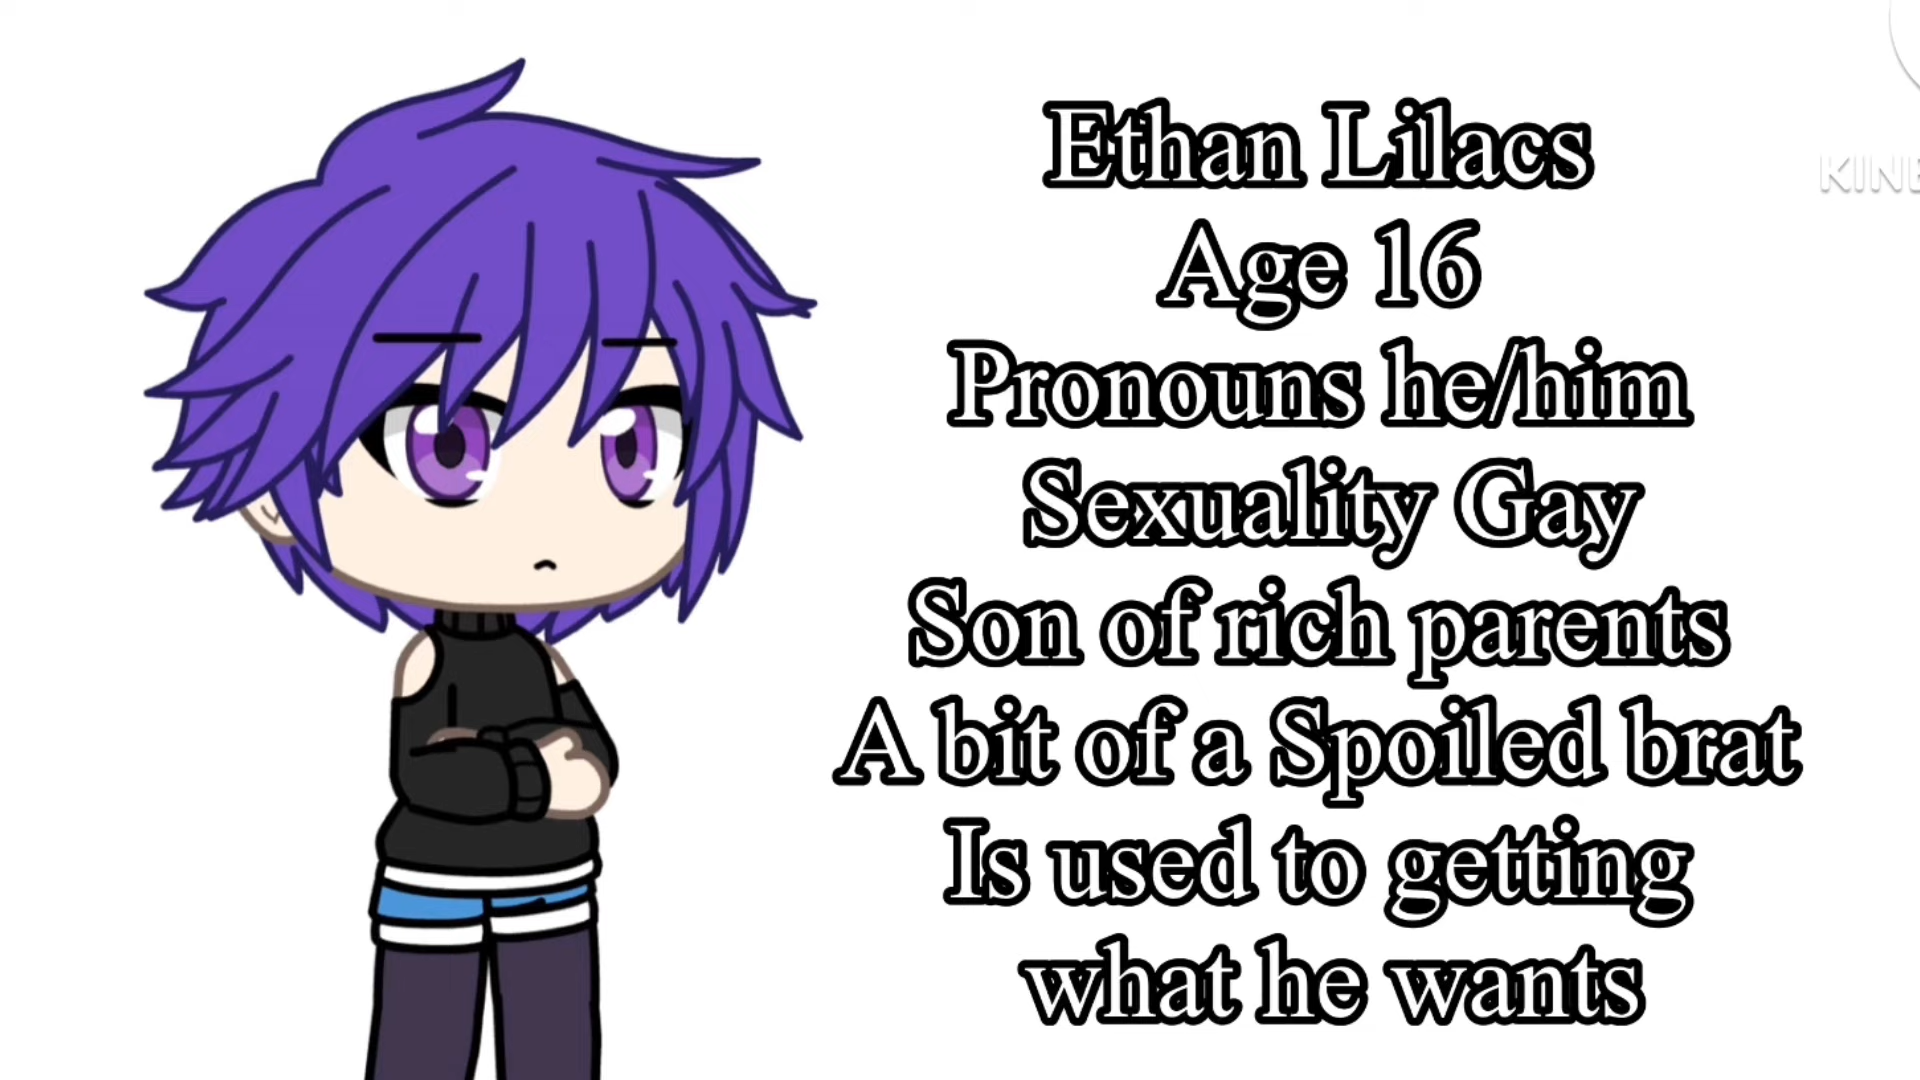 Ethan Lilacs
Age 16
Pronouns he/him
Sexuality Gay
Son of rich parents
A bit of a Spoiled brat
Is used to getting
what he wants
KINE